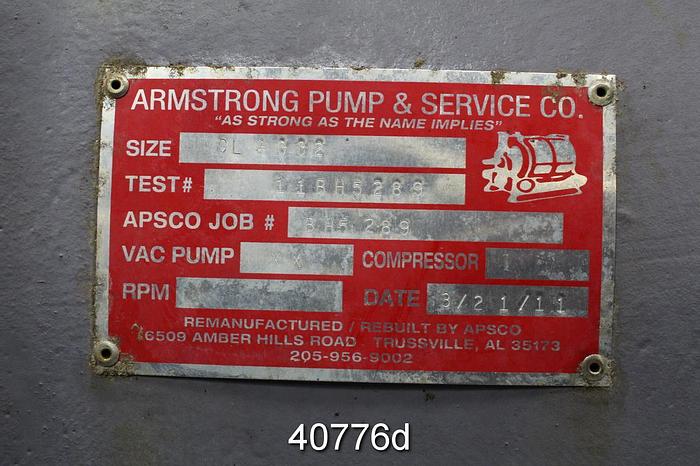 ARMSTRONG PUMP & SERVICE CO.
"AS STRONG AS THE NAME IMPLIES"
SIZE CL
TEST# 11BH5289
APSCO JOB # BH5289
VAC PUMP XX COMPRESSOR
RPM DATE 3/21/11
REMANUFACTURED / REBUILT BY APSCO
6509 AMBER HILLS ROAD TRUSSVILLE, AL 35173
205-956-9002
40776d